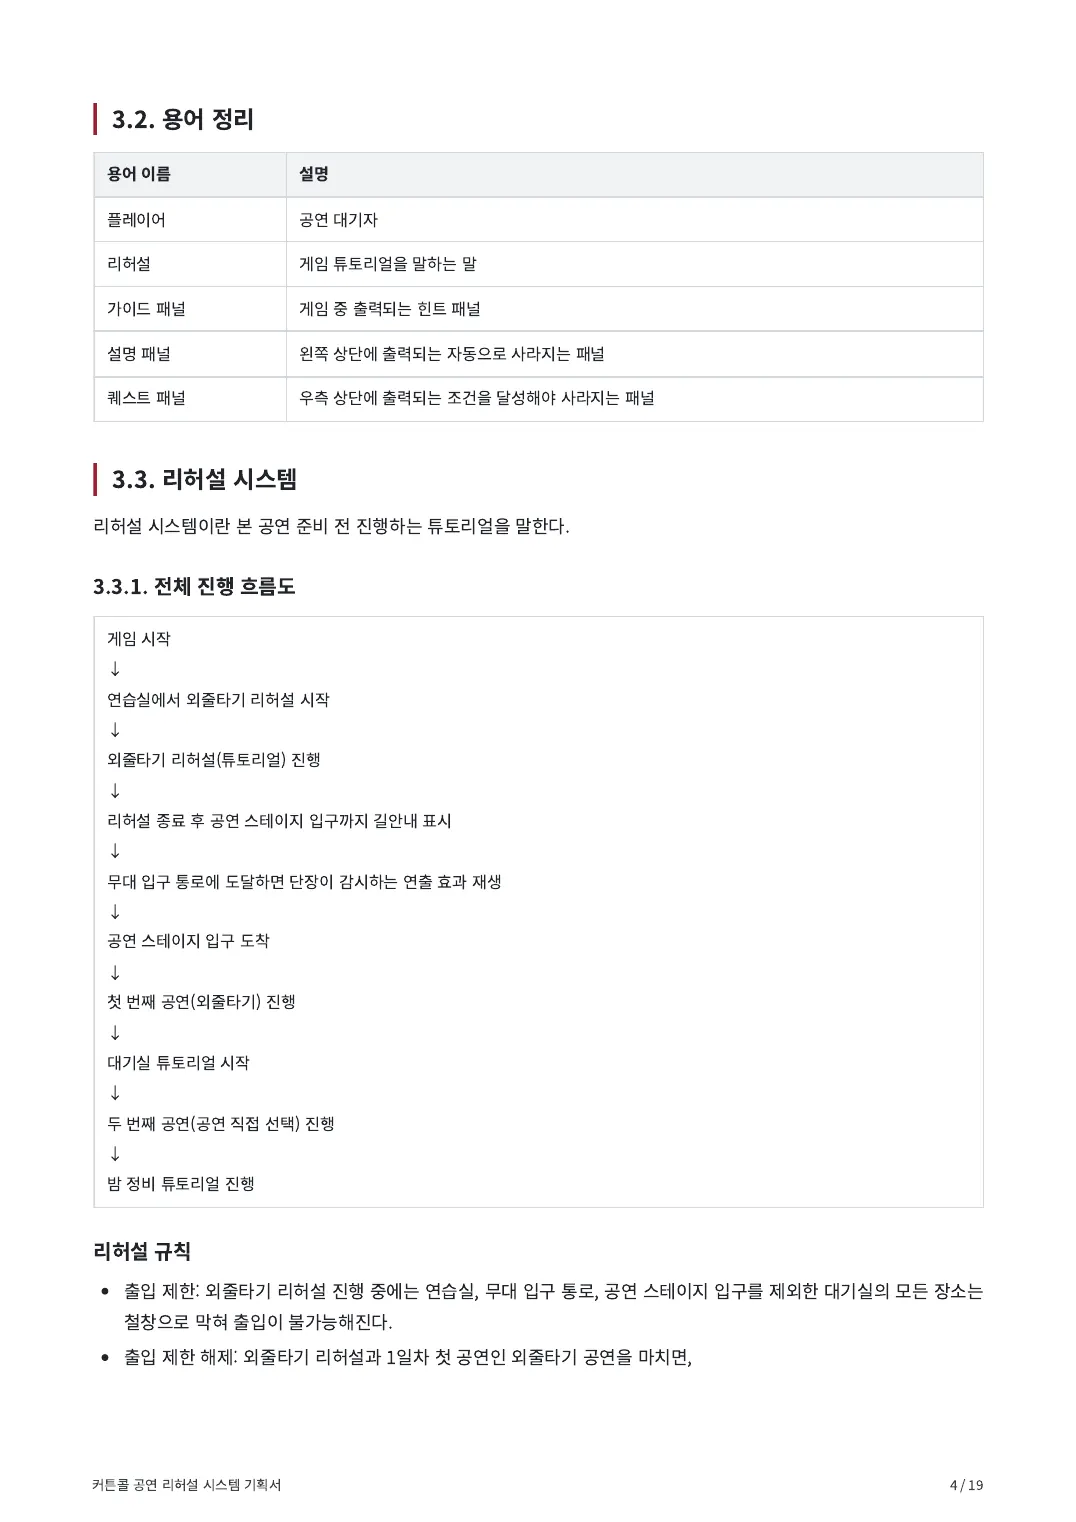 3.2. 용어 정리
용어 이름 설명
플레이어 공연 대기자
리허설 게임 튜토리얼을 말하는 말
가이드 패널 게임 중 출력되는 힌트 패널
설명 패널 왼쪽 상단에 출력되는 자동으로 사라지는 패널
퀘스트 패널 우측 상단에 출력되는 조건을 달성해야 사라지는 패널
3.3. 리허설 시스템
리허설 시스템이란 본 공연 준비 전 진행하는 튜토리얼을 말한다.
3.3.1. 전체 진행 흐름도
게임 시작
↓
연습실에서 외줄타기 리허설 시작
↓
외줄타기 리허설(튜토리얼) 진행
↓
리허설 종료 후 공연 스테이지 입구까지 길안내 표시
↓
무대 입구 통로에 도달하면 단장이 감시하는 연출 효과 재생
↓
공연 스테이지 입구 도착
↓
첫 번째 공연(외줄타기) 진행
↓
대기실 튜토리얼 시작
↓
두 번째 공연(공연 직접 선택) 진행
↓
밤 정비 튜토리얼 진행
리허설 규칙
• 출입 제한: 외줄타기 리허설 진행 중에는 연습실, 무대 입구 통로, 공연 스테이지 입구를 제외한 대기실의 모든 장소는
철창으로 막혀 출입이 불가능해진다.
• 출입 제한 해제: 외줄타기 리허설과 1일차 첫 공연인 외줄타기 공연을 마치면,
커튼콜 공연 리허설 시스템 기획서 4 / 19